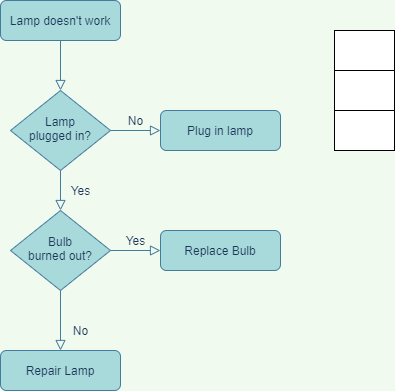 Lamp doesn't work
Lamp
plugged in?
No
Plug in lamp
Yes
Bulb
burned out?
Yes
Replace Bulb
No
Repair Lamp